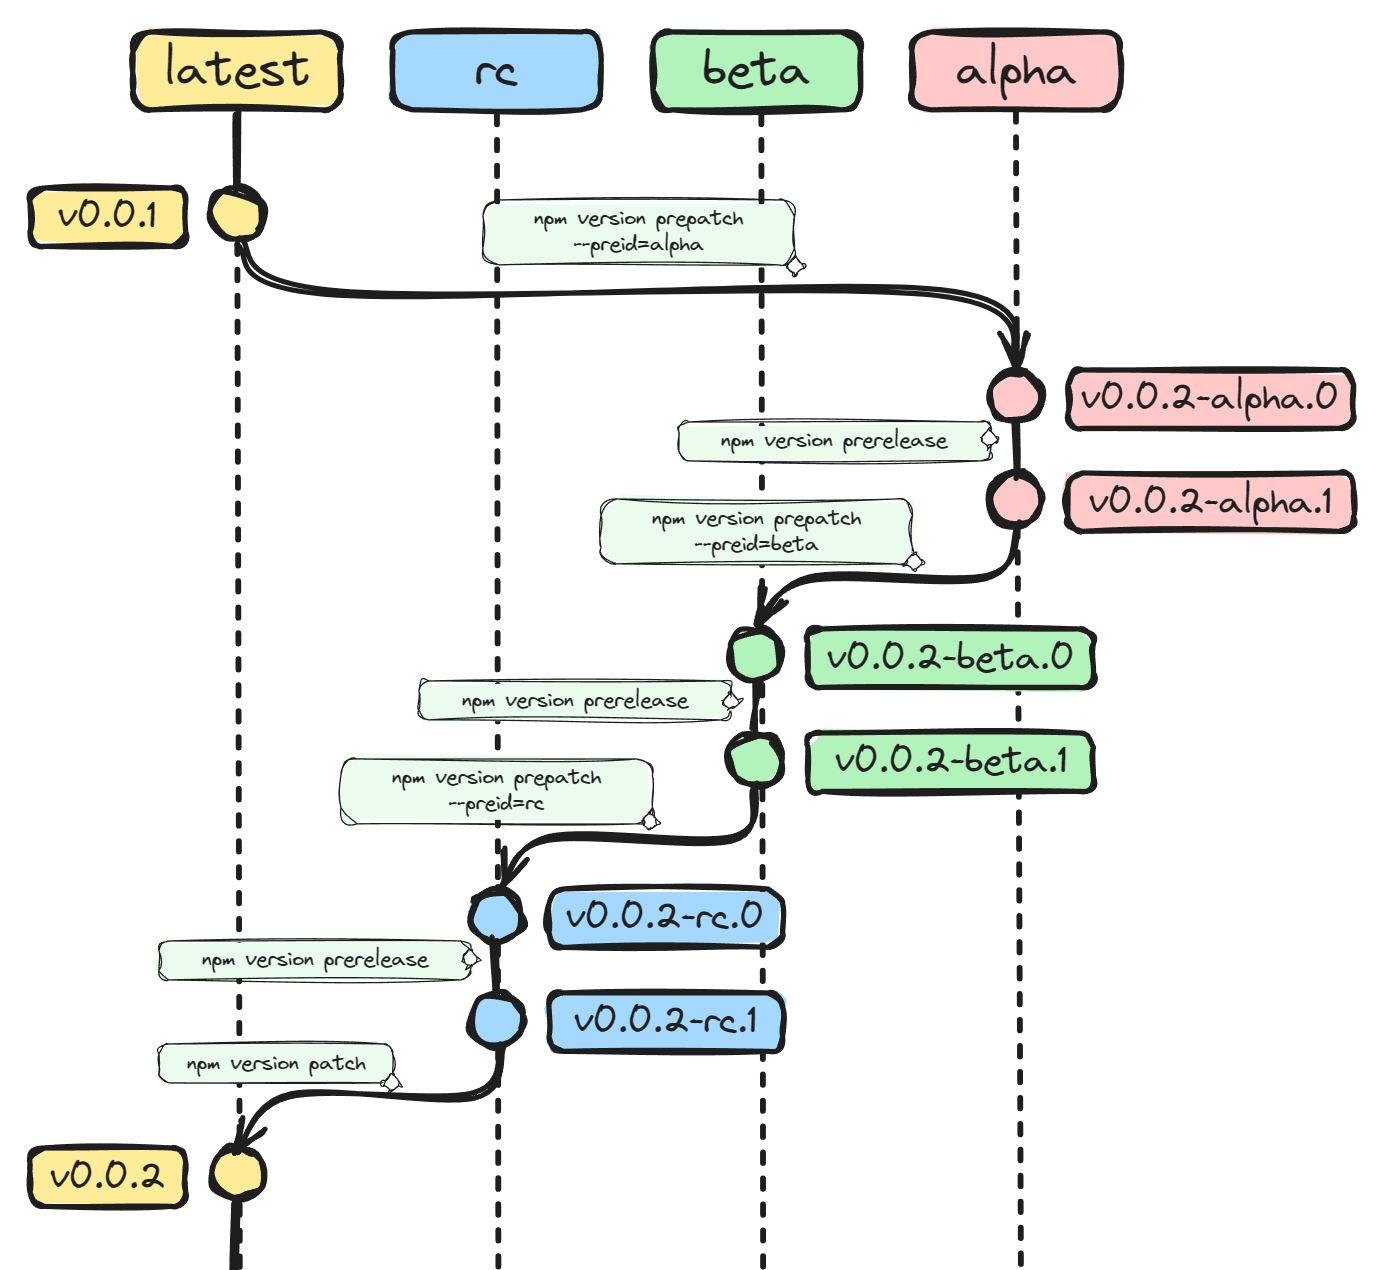 latest
rc
beta
alpha
v0.0.1
npm version prepatch
--preid=alpha
v0.0.2-alpha.0
npm version prerelease
v0.0.2-alpha.1
npm version prepatch
--preid=beta
v0.0.2-beta.0
npm version prerelease
v0.0.2-beta.1
npm version prepatch
--preid=rc
v0.0.2-rc.0
npm version prerelease
v0.0.2-rc.1
npm version patch
v0.0.2